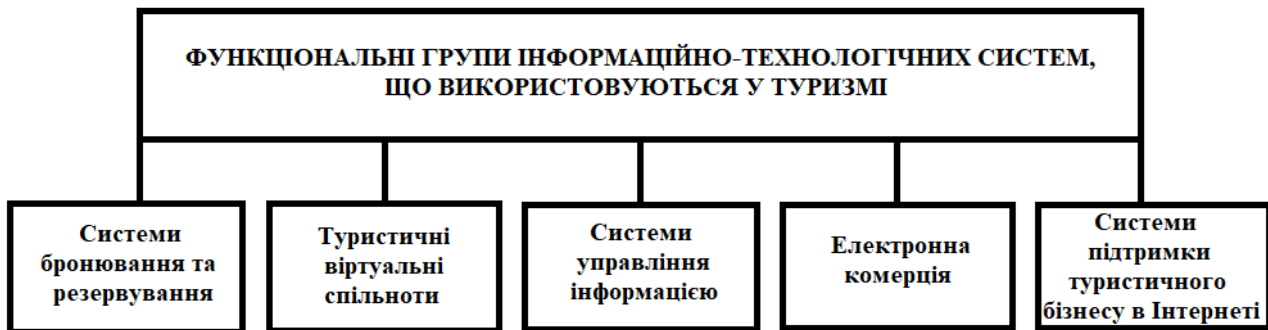 ФУНКЦІОНАЛЬНІ ГРУПИ ІНФОРМАЦІЙНО-ТЕХНОЛОГІЧНИХ СИСТЕМ,
ЩО ВИКОРИСТОВУЮТЬСЯ У ТУРИЗМІ
Системи
бронювання та
резервування
Туристичні
віртуальні
спільноти
Системи
управління
інформацією
Електронна
комерція
Системи
підтримки
туристичного
бізнесу в Інтернеті